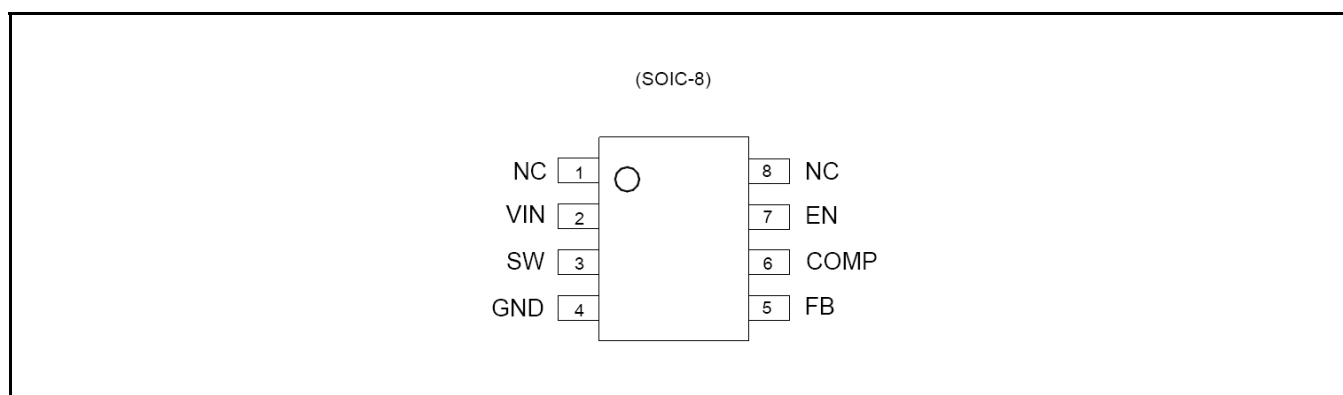 (SOIC-8)
NC 1 8 NC
VIN 2 7 EN
SW 3 6 COMP
GND 4 5 FB